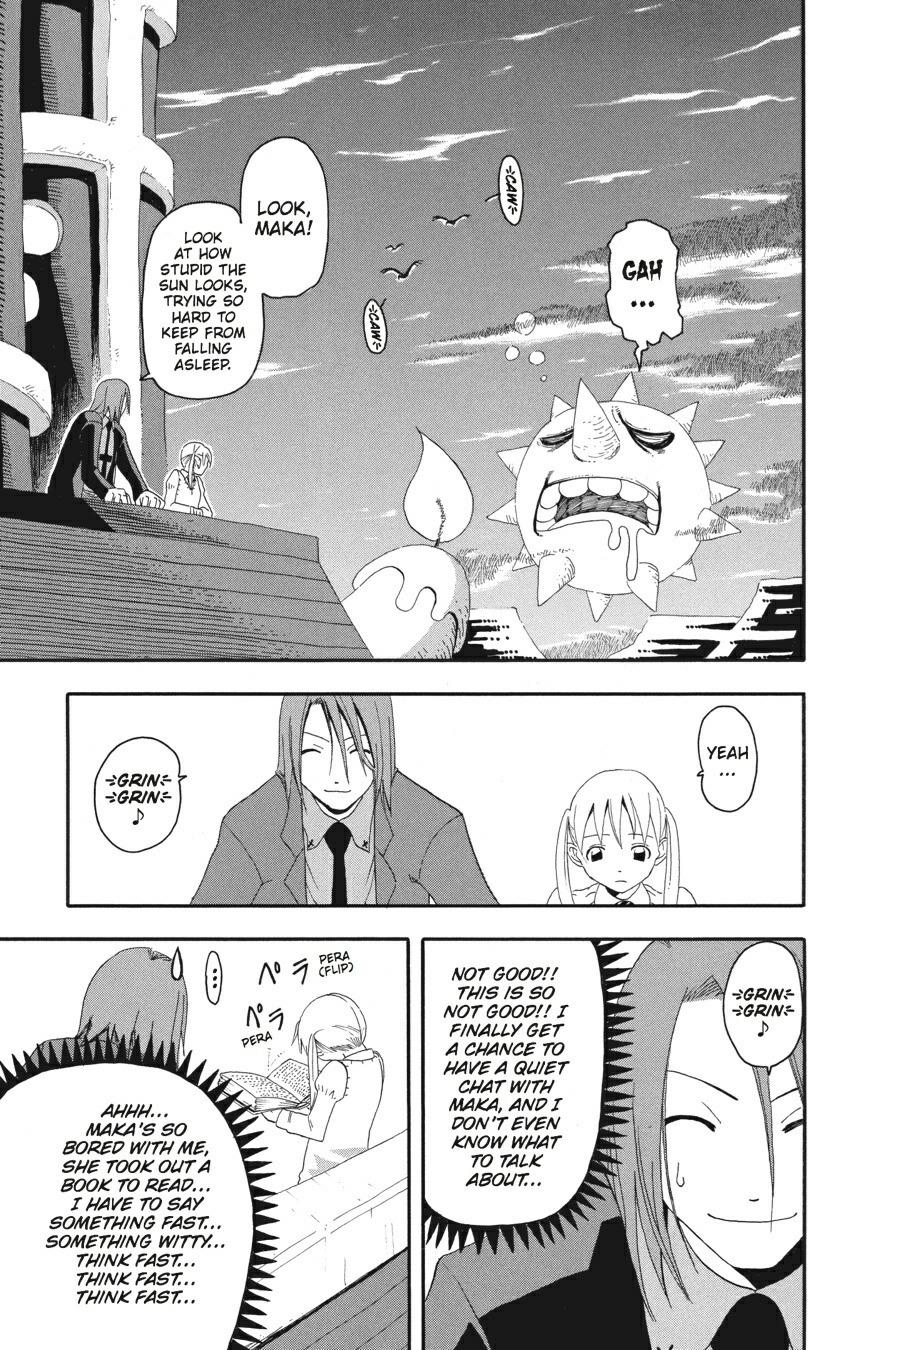 LOOK,
MAKA!
LOOK
AT HOW
STUPID THE
SUN LOOKS,
TRYING SO
HARD TO
KEEP FROM
FALLING
ASLEEP.
CAW
CAW
GAH
...
YEAH
...
GRIN
GRIN
♪
GRIN
GRIN
♪
NOT GOOD!!
THIS IS SO
NOT GOOD!! I
FINALLY GET
A CHANCE TO
HAVE A QUIET
CHAT WITH
MAKA, AND I
DON'T EVEN
KNOW WHAT
TO TALK
ABOUT...
ペラ
PERA
(FLIP)
ペラ
PERA
...
AHHH...
MAKA'S SO
BORED WITH ME,
SHE TOOK OUT A
BOOK TO READ...
I HAVE TO SAY
SOMETHING FAST...
SOMETHING WITTY...
THINK FAST...
THINK FAST...
THINK FAST...